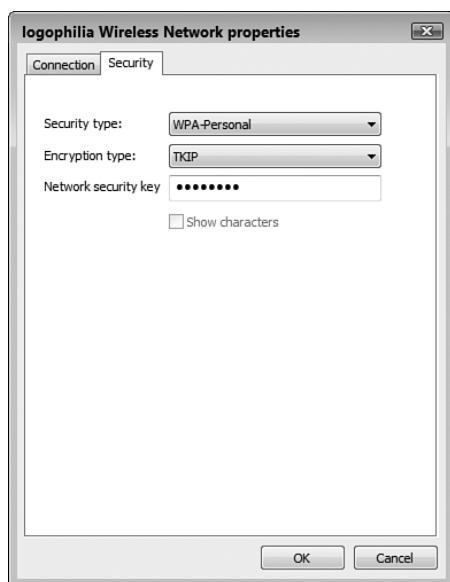 logophilia Wireless Network properties
Connection Security
Security type: WPA-Personal
Encryption type: TKIP
Network security key ••••••••
Show characters
OK Cancel